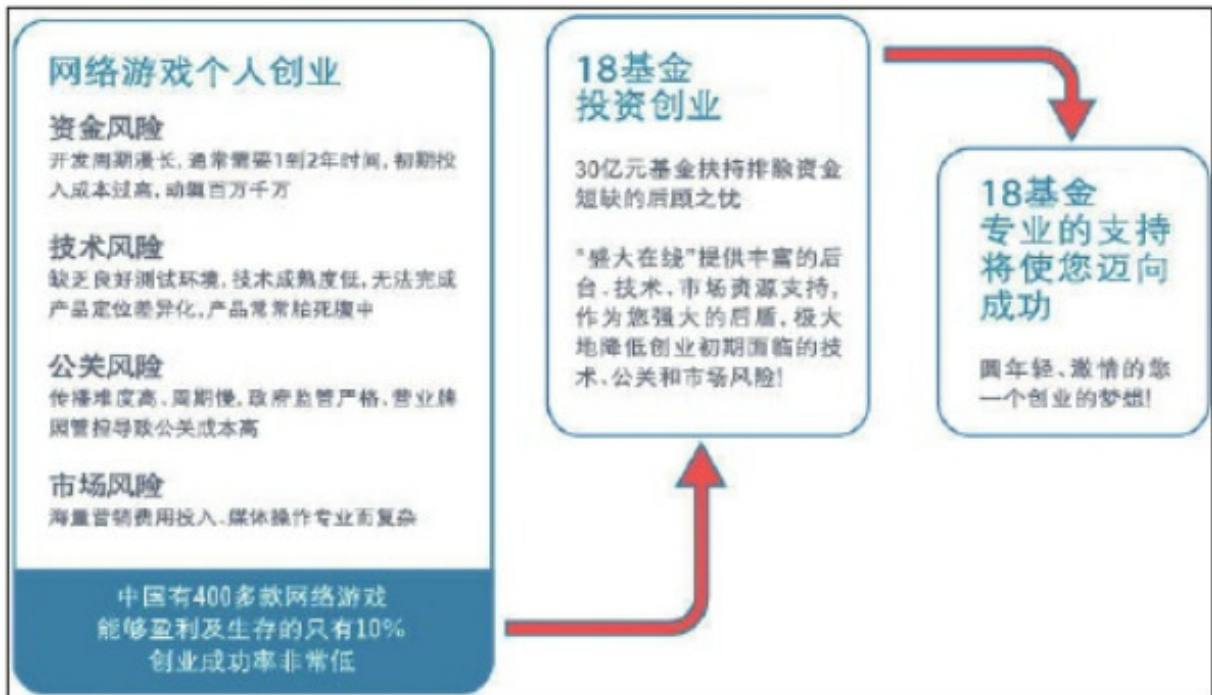 网络游戏个人创业
资金风险
开发周期漫长,通常需要1到2年时间,初期投
入成本过高,动辄百万千万
技术风险
缺乏良好测试环境,技术成熟度低,无法完成
产品定位差异化,产品常常胎死腹中
公关风险
传播难度高、周期慢,政府监管严格、营业牌
照管控导致公关成本高
市场风险
海量营销费用投入、媒体操作专业而复杂
中国有400多款网络游戏
能够盈利及生存的只有10%
创业成功率非常低
18基金
投资创业
30亿元基金扶持排除资金
短缺的后顾之忧
“盛大在线”提供丰富的后
台、技术、市场资源支持,
作为您强大的后盾,极大
地降低创业初期面临的技
术、公关和市场风险!
18基金
专业的支持
将使您迈向
成功
圆年轻、激情的您
一个创业的梦想!